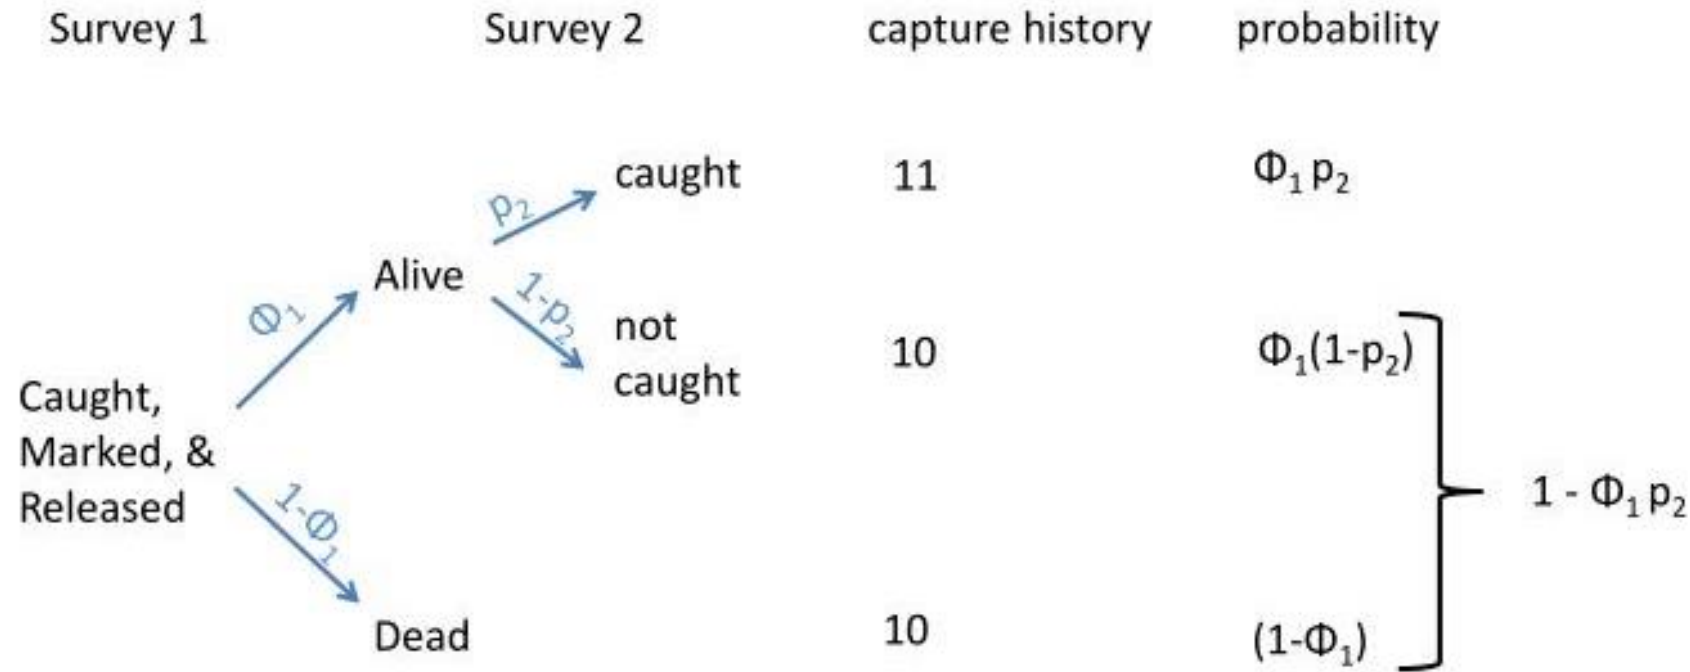 Survey 1 Survey 2 capture history probability
caught 11 Φ₁ p₂
p₂
Alive
Φ₁
1-p₂
not
caught
10 Φ₁(1-p₂)
Caught,
Marked, &
Released
1-Φ₁
1 - Φ₁ p₂
Dead 10 (1-Φ₁)